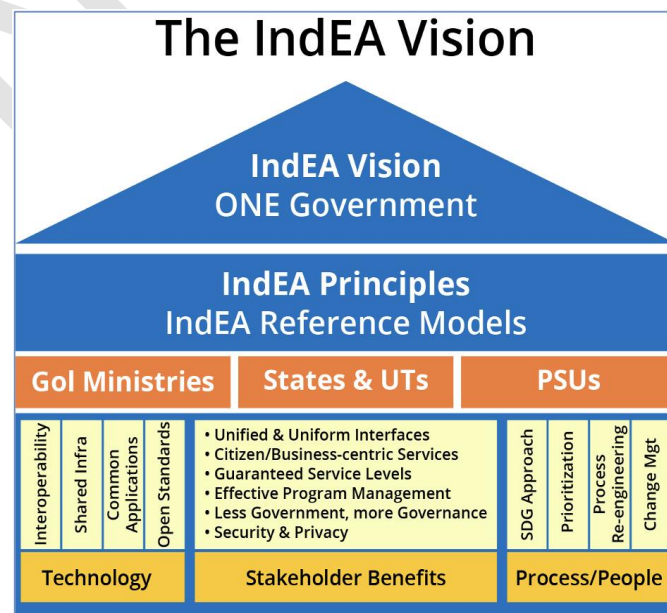 The IndEA Vision
IndEA Vision
ONE Government
IndEA Principles
IndEA Reference Models
GoI Ministries
States & UTs
PSUs
Interoperability
Shared Infra
Common
Applications
Open Standards
• Unified & Uniform Interfaces
• Citizen/Business-centric Services
• Guaranteed Service Levels
• Effective Program Management
• Less Government, more Governance
• Security & Privacy
SDG Approach
Prioritization
Process
Re-engineering
Change Mgt
Technology
Stakeholder Benefits
Process/People